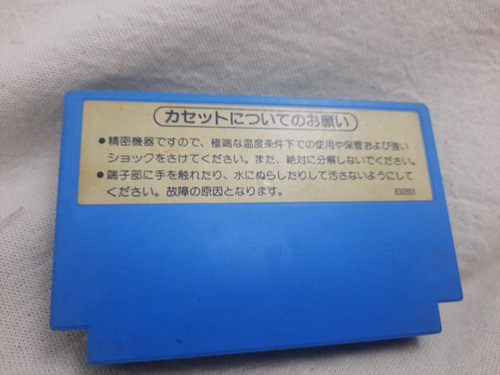 カセットについてのお願い
●精密機器ですので、極端な温度条件下での使用や保管および強い
ショックをさけてください。また、絶対に分解しないでください。
●端子部に手を触れたり、水にぬらしたりして汚さないようにして
ください。故障の原因となります。
830901